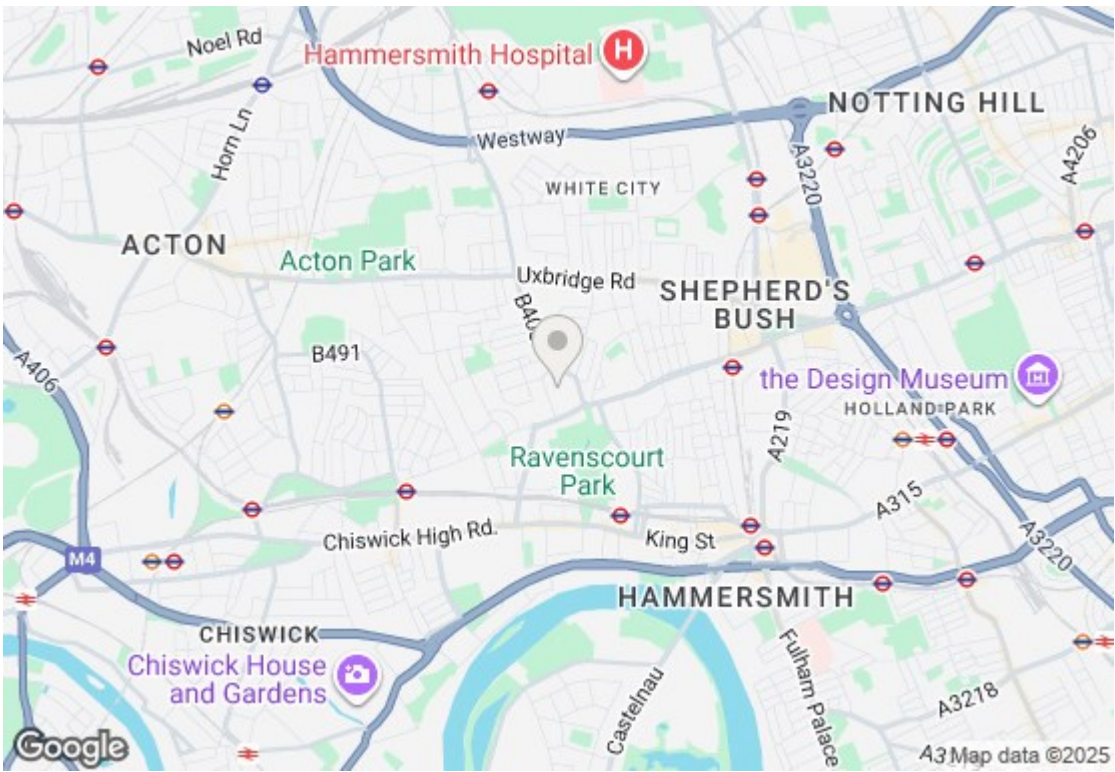 Noel Rd
Hammersmith Hospital
H
NOTTING HILL
Horn Ln
Westway
A3220
A4206
WHITE CITY
ACTON
Acton Park
Uxbridge Rd
SHEPHERD'S
BUSH
B40
B491
A406
the Design Museum
HOLLAND PARK
A219
Ravenscourt
Park
A315
Chiswick High Rd.
King St
A3220
M4
HAMMERSMITH
CHISWICK
Chiswick House
and Gardens
Castelnau
Fulham Palace
A3218
Google
A3
Map data ©2025